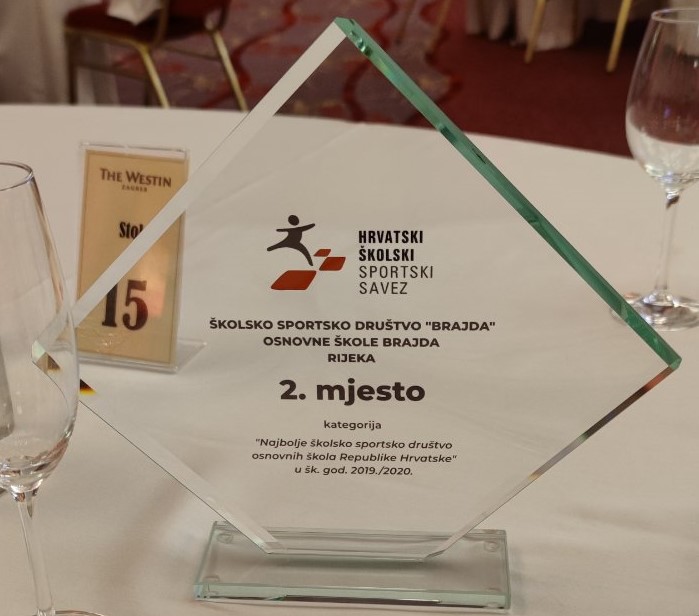 THE WESTIN
ZAGREB
15
HRVATSKI
ŠKOLSKI
SPORTSKI
SAVEZ
ŠKOLSKO SPORTSKO DRUŠTVO "BRAJDA"
OSNOVNE ŠKOLE BRAJDA
RIJEKA
2. mjesto
kategorija
"Najbolje školsko sportsko društvo
osnovnih škola Republike Hrvatske"
u šk. god. 2019./2020.